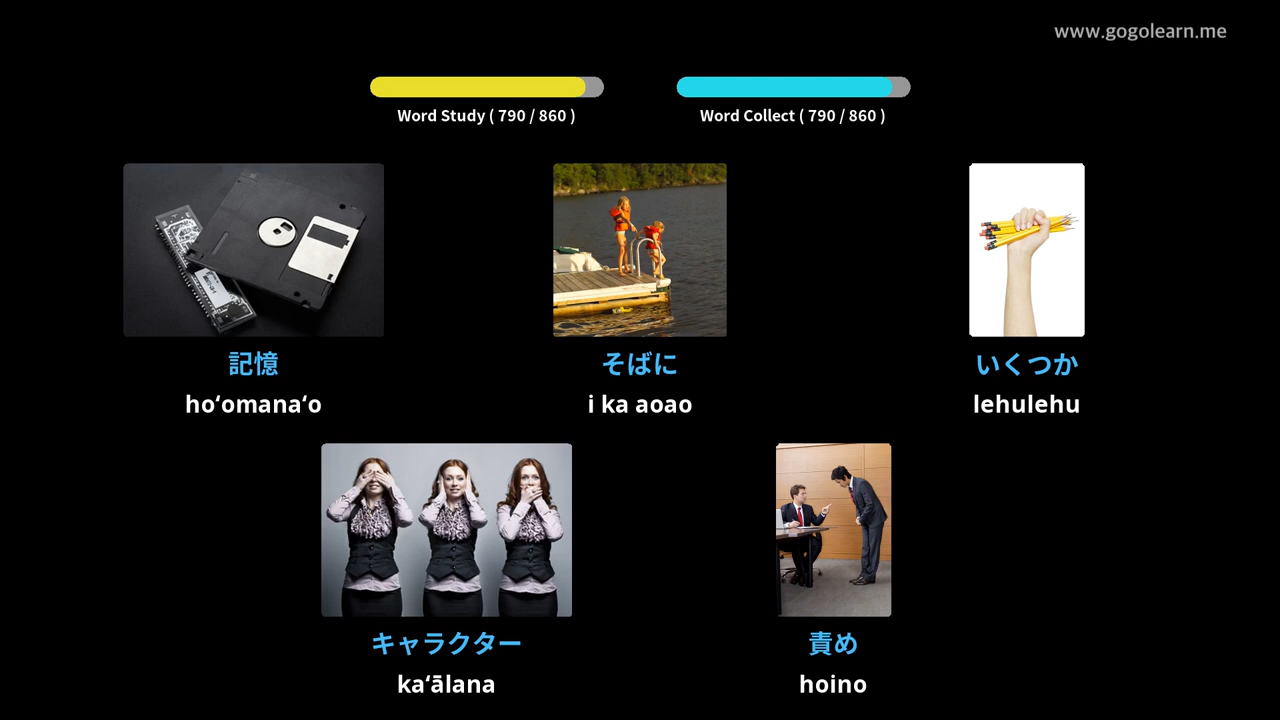 www.gogolearn.me
Word Study ( 790 / 860 )
Word Collect ( 790 / 860 )
記憶
hoʻomanaʻo
そばに
i ka aoao
いくつか
lehulehu
キャラクター
kaʻālana
責め
hoino